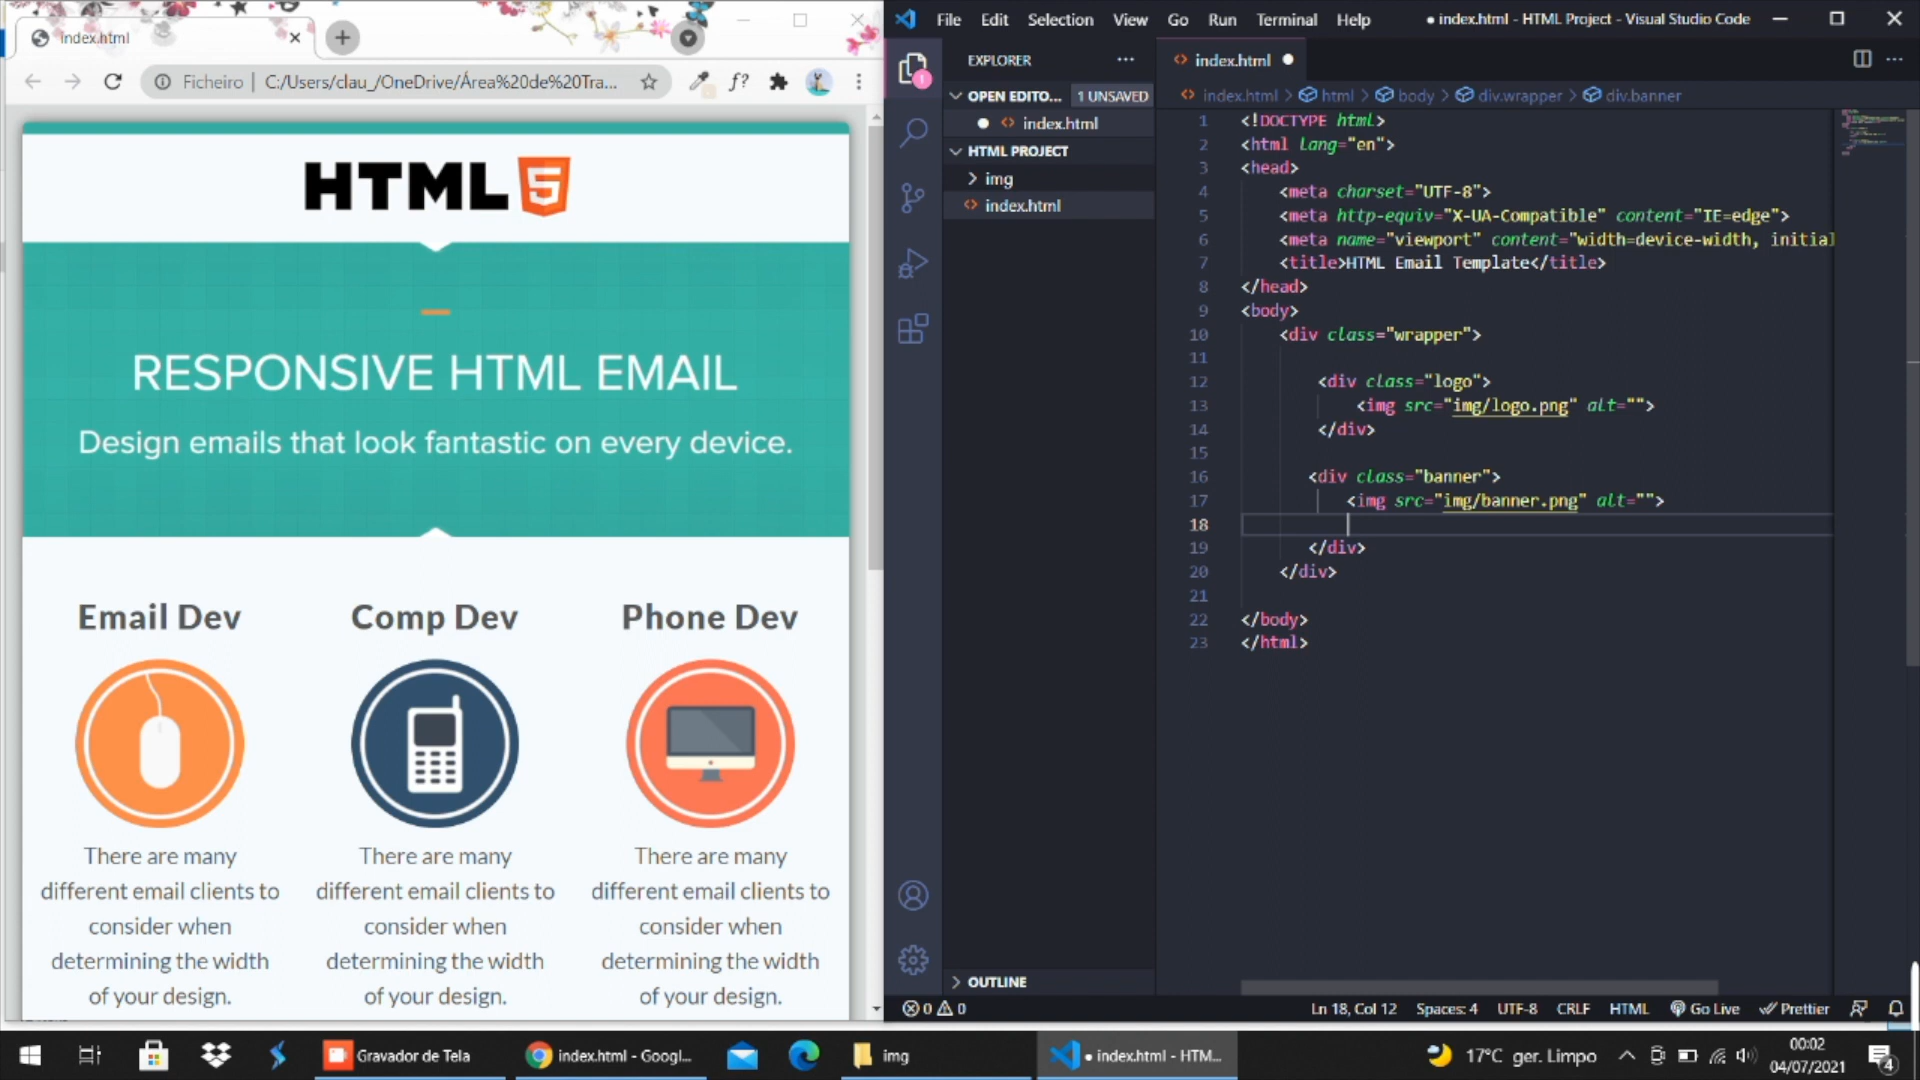 index.html
Ficheiro | C:/Users/clau_/OneDrive/Área%20de%20Tra...
f?
HTML 5
RESPONSIVE HTML EMAIL
Design emails that look fantastic on every device.
Email Dev
Comp Dev
Phone Dev
There are many
different email clients to
consider when
determining the width
of your design.
There are many
different email clients to
consider when
determining the width
of your design.
There are many
different email clients to
consider when
determining the width
of your design.
File Edit Selection View Go Run Terminal Help
● index.html - HTML Project - Visual Studio Code
EXPLORER
OPEN EDITO... 1 UNSAVED
index.html
HTML PROJECT
img
index.html
OUTLINE
1
index.html
index.html > html > body > div.wrapper > div.banner
1 <!DOCTYPE html>
2 <html lang="en">
3 <head>
4 <meta charset="UTF-8">
5 <meta http-equiv="X-UA-Compatible" content="IE=edge">
6 <meta name="viewport" content="width=device-width, initial
7 <title>HTML Email Template</title>
8 </head>
9 <body>
10 <div class="wrapper">
11
12 <div class="logo">
13 <img src="img/logo.png" alt="">
14 </div>
15
16 <div class="banner">
17 <img src="img/banner.png" alt="">
18
19 </div>
20 </div>
21
22 </body>
23 </html>
0 0
Ln 18, Col 12 Spaces: 4 UTF-8 CRLF HTML Go Live Prettier
Gravador de Tela
index.html - Googl...
img
● index.html - HTM...
17°C ger. Limpo
00:02
04/07/2021
4